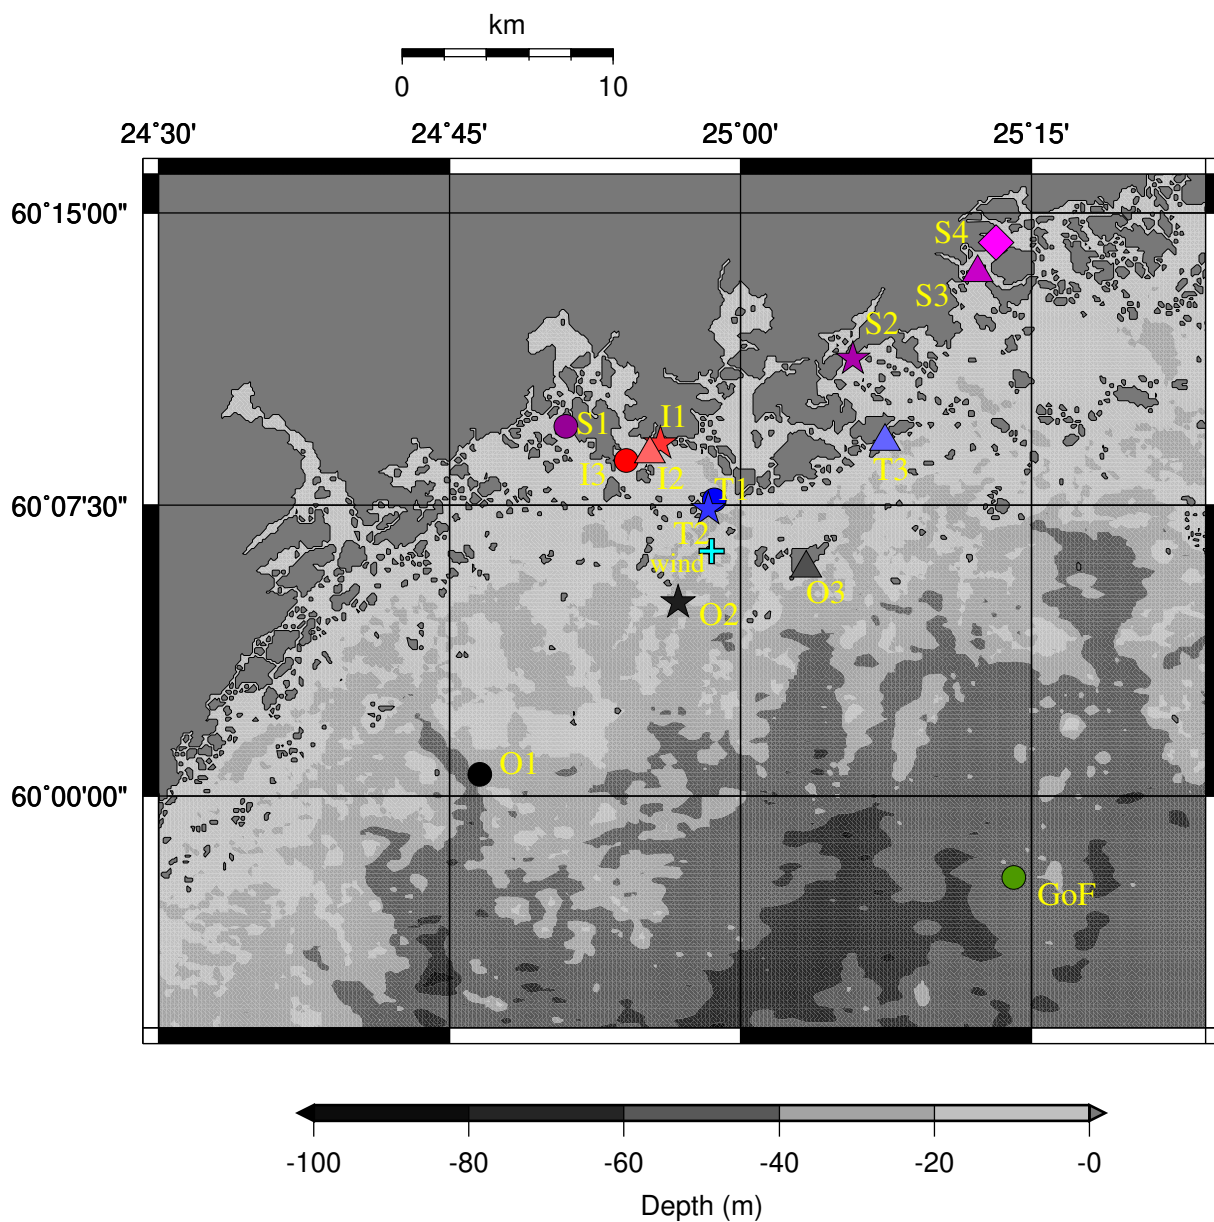 km
0 10
24°30' 24°45' 25°00' 25°15'
60°15'00"
S4
S3
S2
S1
I1
I3
I2
T3
60°07'30"
T1
T2
wind
O3
O2
O1
60°00'00"
GoF
-100 -80 -60 -40 -20 -0
Depth (m)